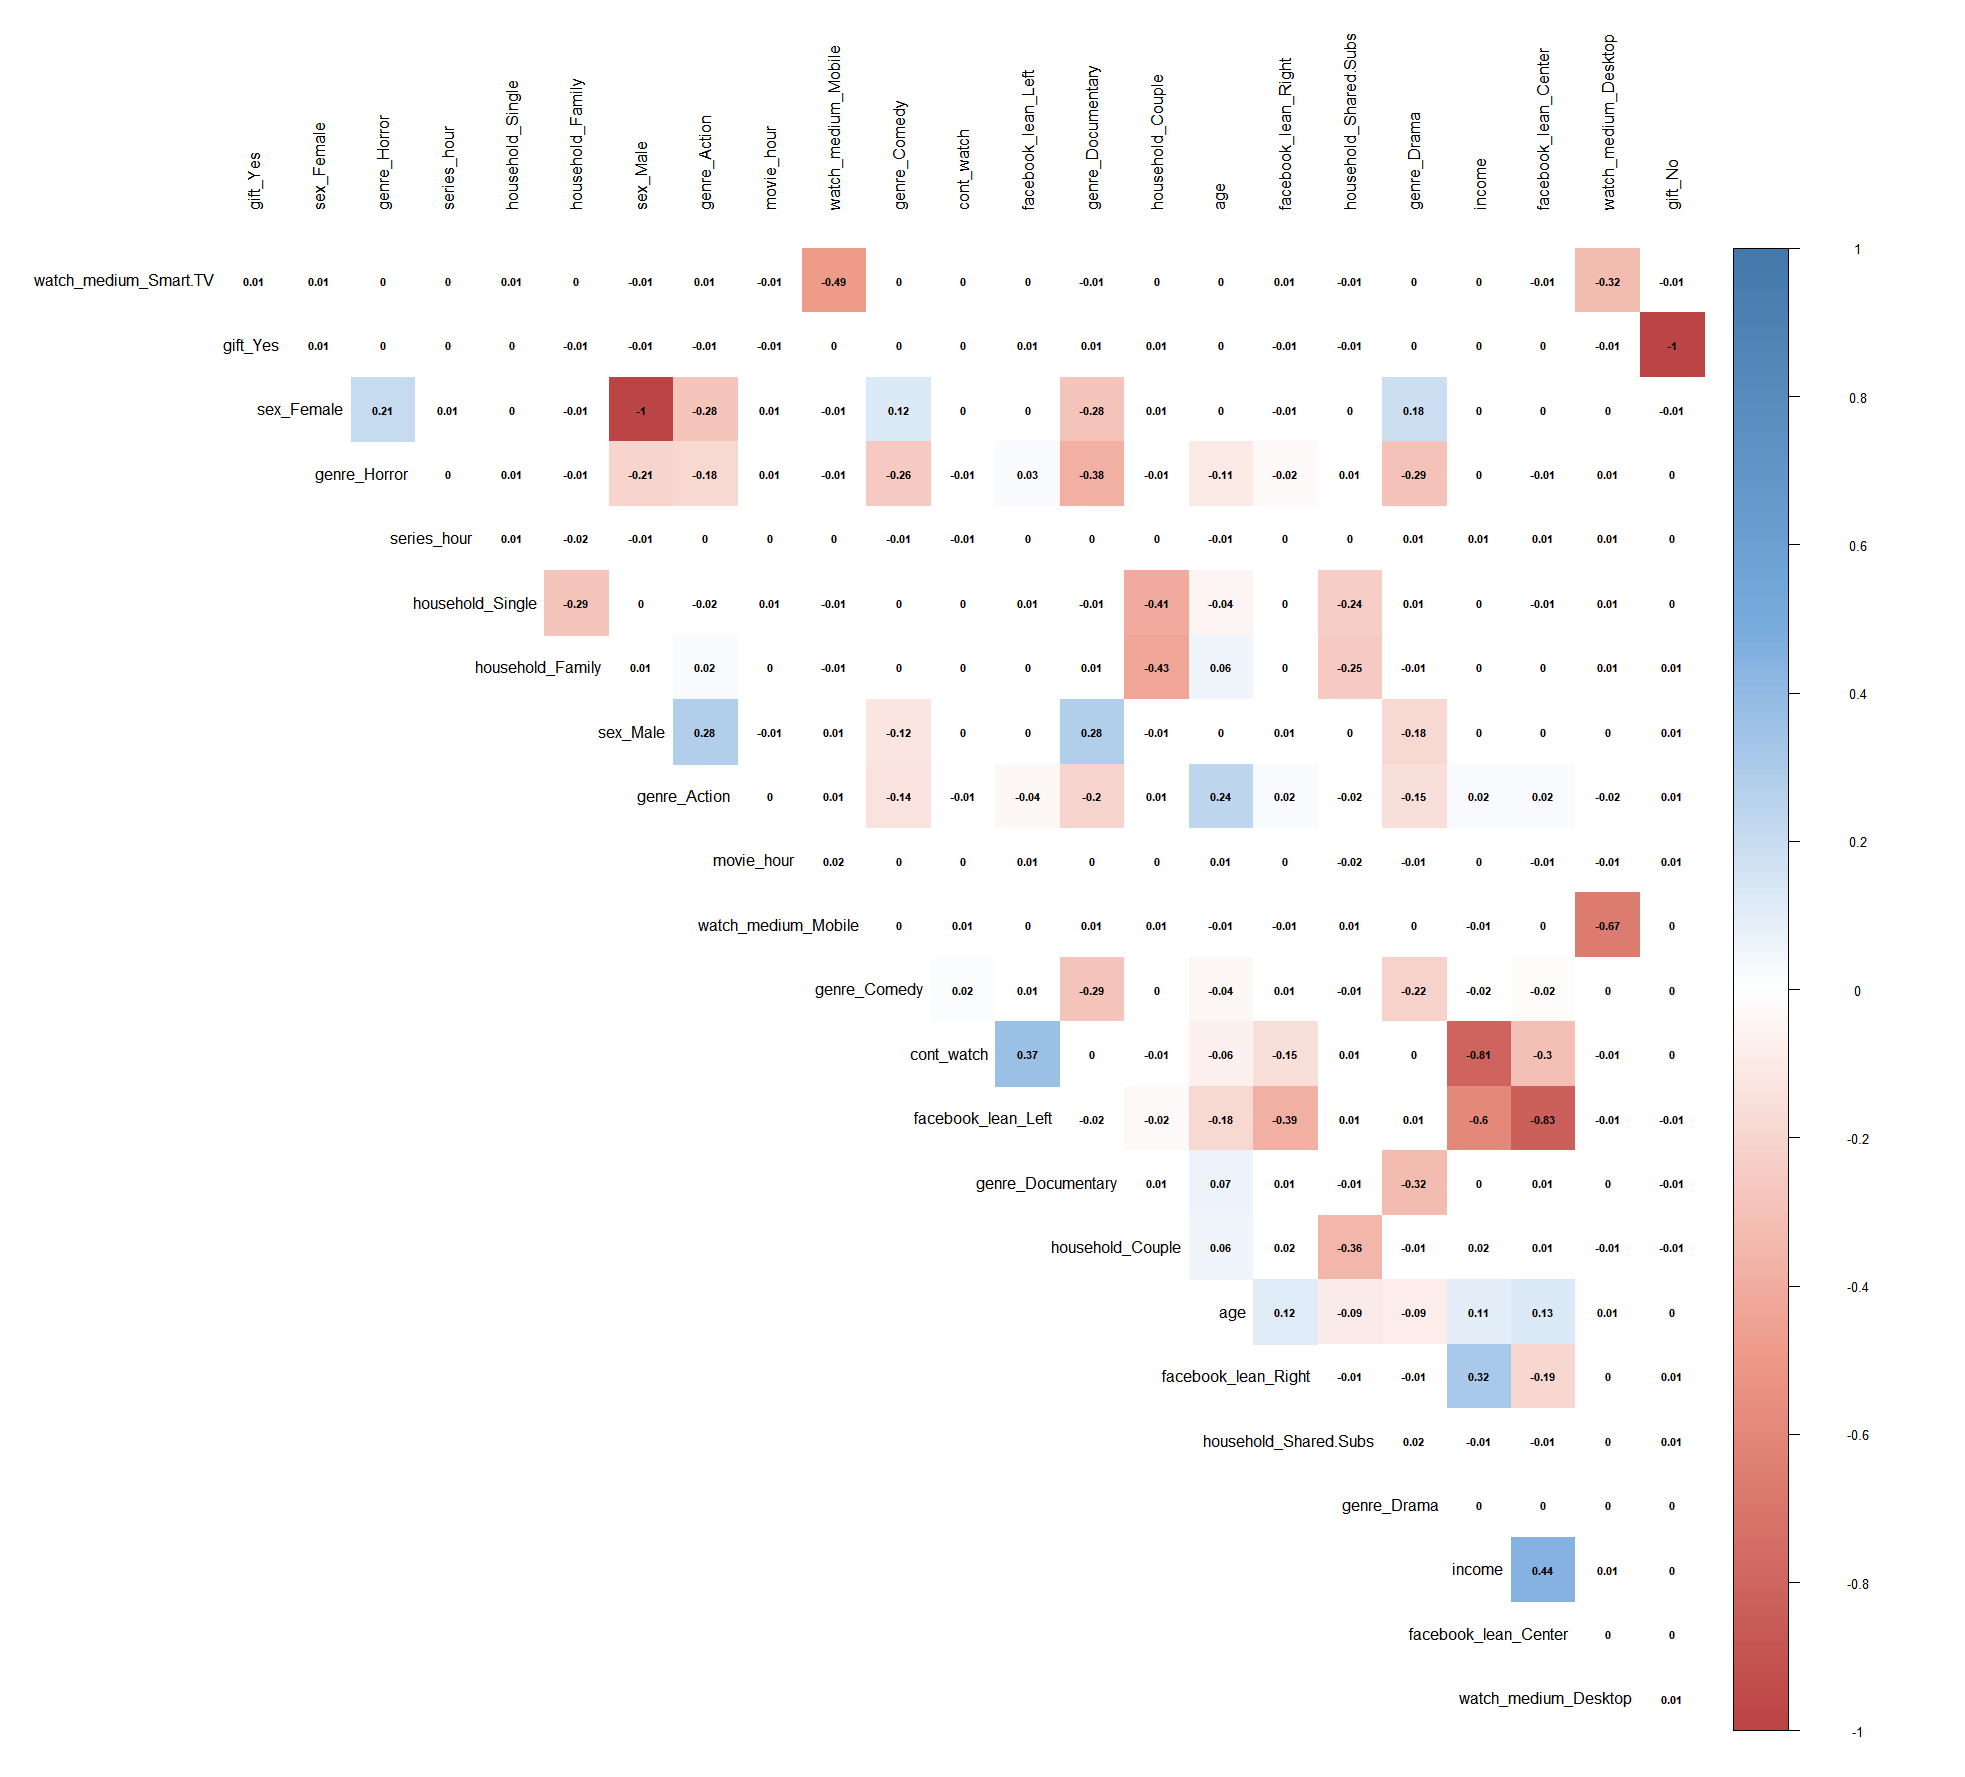 gift_Yes sex_Female genre_Horror series_hour household_Single household_Family sex_Male genre_Action movie_hour watch_medium_Mobile genre_Comedy cont_watch facebook_lean_Left genre_Documentary household_Couple age facebook_lean_Right household_Shared.Subs genre_Drama income facebook_lean_Center watch_medium_Desktop gift_No
watch_medium_Smart.TV 0.01 0.01 0 0 0.01 0 -0.01 0.01 -0.01 -0.49 0 0 0 -0.01 0 0 0.01 -0.01 0 0 -0.01 -0.32 -0.01
gift_Yes 0.01 0 0 0 -0.01 -0.01 -0.01 -0.01 0 0 0 0.01 0.01 0.01 0 -0.01 -0.01 0 0 0 -0.01 -1
sex_Female 0.21 0.01 0 -0.01 -1 -0.28 0.01 -0.01 0.12 0 0 -0.28 0.01 0 -0.01 0 0.18 0 0 0 -0.01
genre_Horror 0 0.01 -0.01 -0.21 -0.18 0.01 -0.01 -0.26 -0.01 0.03 -0.38 -0.01 -0.11 -0.02 0.01 -0.29 0 -0.01 0.01 0
series_hour 0.01 -0.02 -0.01 0 0 0 -0.01 -0.01 0 0 0 -0.01 0 0 0.01 0.01 0.01 0.01 0
household_Single -0.29 0 -0.02 0.01 -0.01 0 0 0.01 -0.01 -0.41 -0.04 0 -0.24 0.01 0 -0.01 0.01 0
household_Family 0.01 0.02 0 -0.01 0 0 0 0.01 -0.43 0.06 0 -0.25 -0.01 0 0 0.01 0.01
sex_Male 0.28 -0.01 0.01 -0.12 0 0 0.28 -0.01 0 0.01 0 -0.18 0 0 0 0.01
genre_Action 0 0.01 -0.14 -0.01 -0.04 -0.2 0.01 0.24 0.02 -0.02 -0.15 0.02 0.02 -0.02 0.01
movie_hour 0.02 0 0 0.01 0 0 0.01 0 -0.02 -0.01 0 -0.01 -0.01 0.01
watch_medium_Mobile 0 0.01 0 0.01 0.01 -0.01 -0.01 0.01 0 -0.01 0 -0.67 0
genre_Comedy 0.02 0.01 -0.29 0 -0.04 0.01 -0.01 -0.22 -0.02 -0.02 0 0
cont_watch 0.37 0 -0.01 -0.06 -0.15 0.01 0 -0.81 -0.3 -0.01 0
facebook_lean_Left -0.02 -0.02 -0.18 -0.39 0.01 0.01 -0.6 -0.83 -0.01 -0.01
genre_Documentary 0.01 0.07 0.01 -0.01 -0.32 0 0.01 0 -0.01
household_Couple 0.06 0.02 -0.36 -0.01 0.02 0.01 -0.01 -0.01
age 0.12 -0.09 -0.09 0.11 0.13 0.01 0
facebook_lean_Right -0.01 -0.01 0.32 -0.19 0 0.01
household_Shared.Subs 0.02 -0.01 -0.01 0 0.01
genre_Drama 0 0 0 0
income 0.44 0.01 0
facebook_lean_Center 0 0
watch_medium_Desktop 0.01
1
0.8
0.6
0.4
0.2
0
-0.2
-0.4
-0.6
-0.8
-1